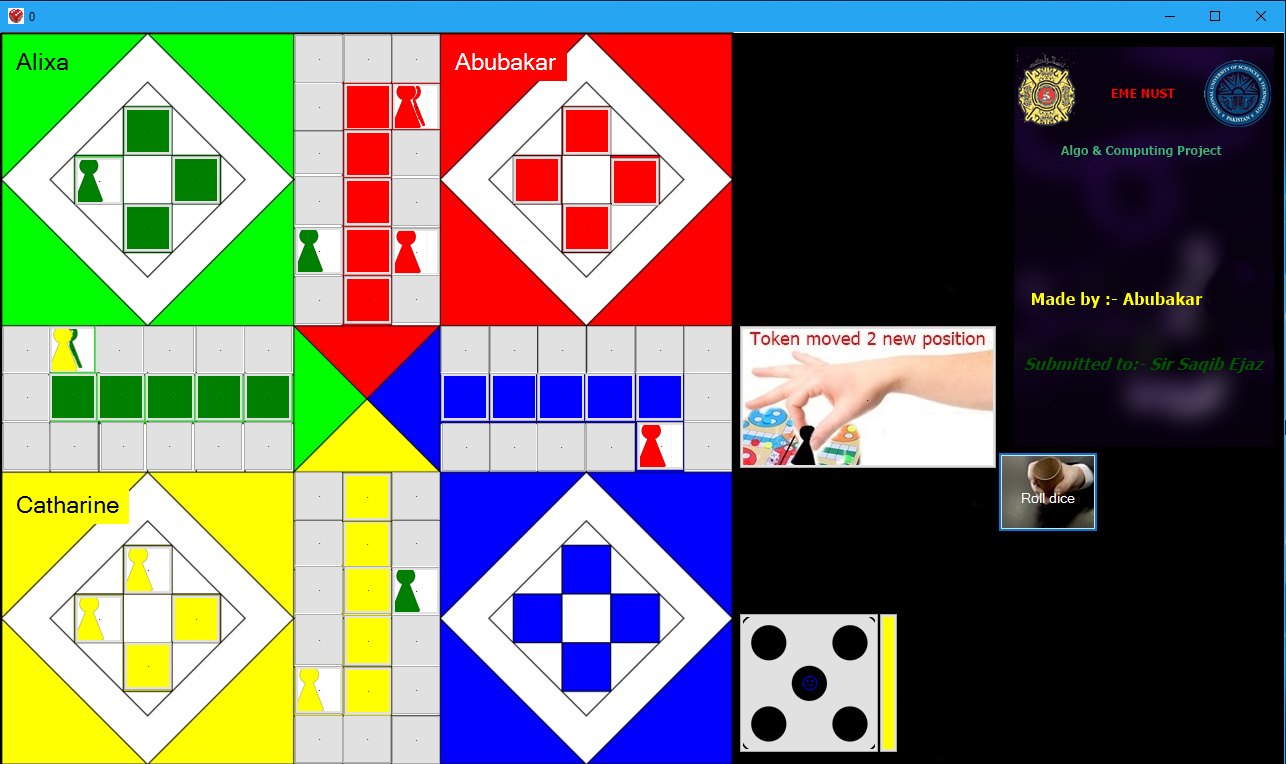 0
Alixa
Abubakar
EME NUST
Algo & Computing Project
Made by :- Abubakar
Token moved 2 new position
Submitted to:- Sir Saqib Ejaz
Roll dice
Catharine